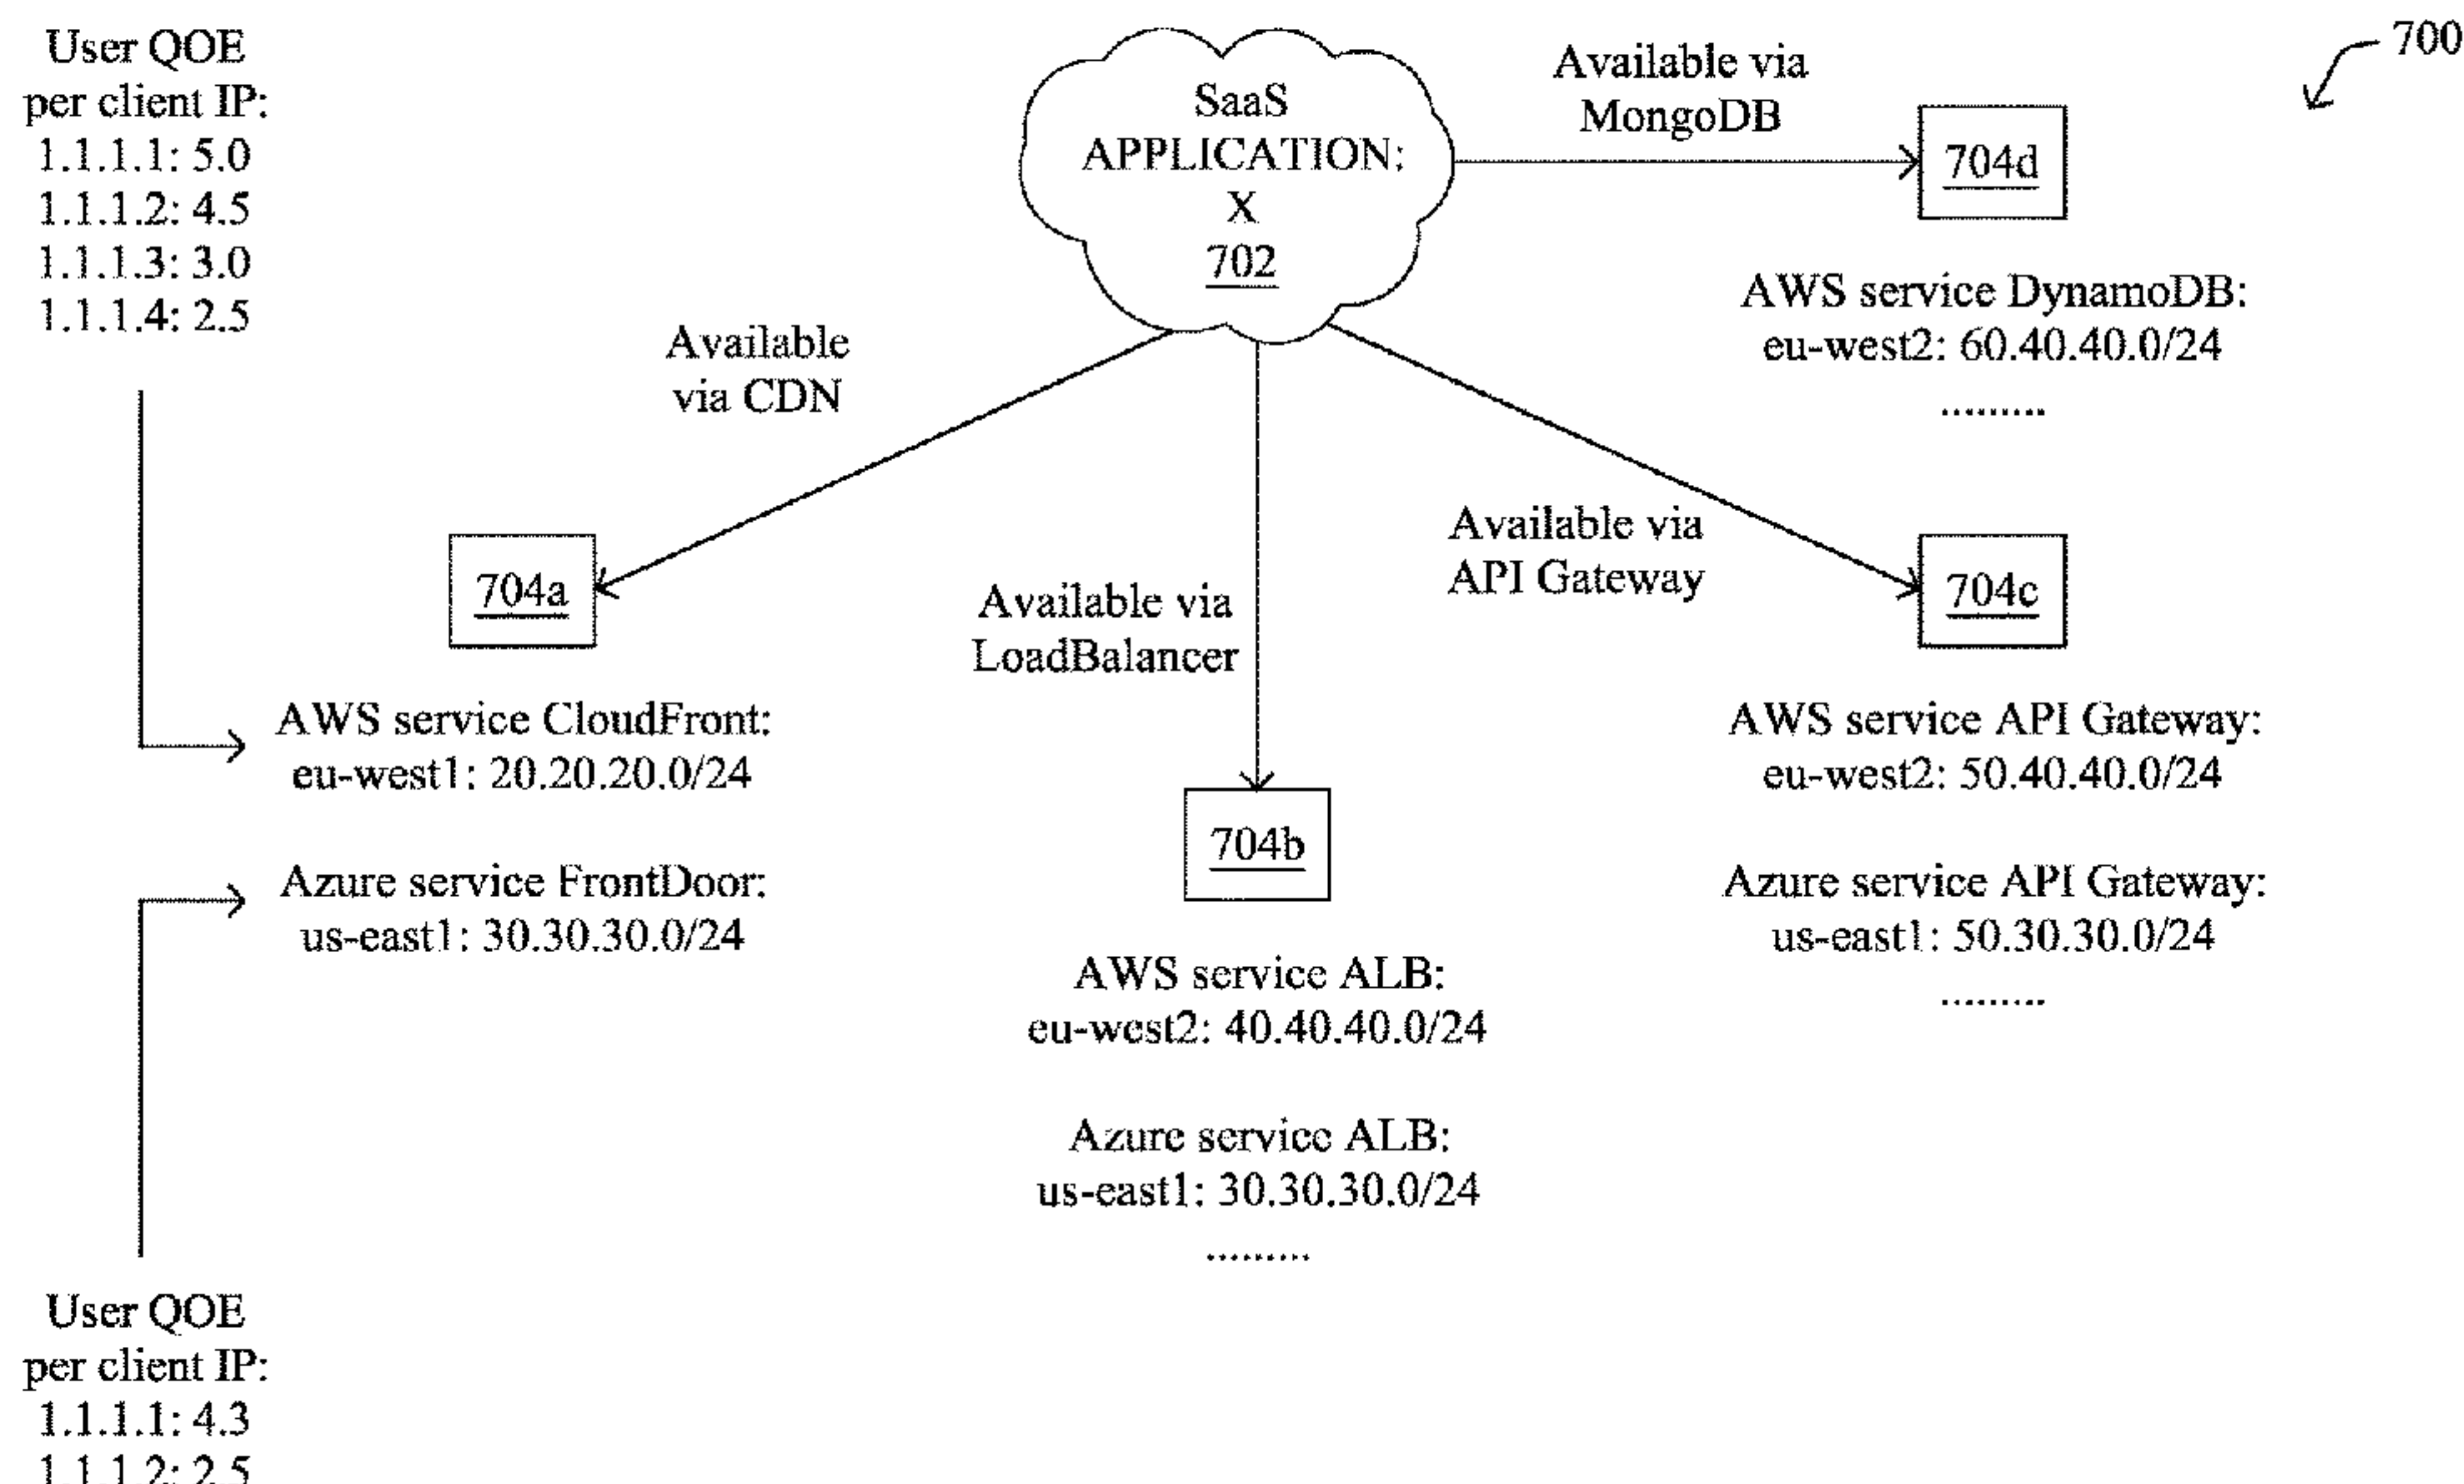 User QOE
per client IP:
1.1.1.1: 5.0
1.1.1.2: 4.5
1.1.1.3: 3.0
1.1.1.4: 2.5
SaaS
APPLICATION:
X
702
Available via
MongoDB
700
704d
AWS service DynamoDB:
eu-west2: 60.40.40.0/24
.........
Available
via CDN
704a
Available via
LoadBalancer
Available via
API Gateway
704c
AWS service CloudFront:
eu-west1: 20.20.20.0/24
Azure service FrontDoor:
us-east1: 30.30.30.0/24
704b
AWS service ALB:
eu-west2: 40.40.40.0/24
Azure service ALB:
us-east1: 30.30.30.0/24
.........
AWS service API Gateway:
eu-west2: 50.40.40.0/24
Azure service API Gateway:
us-east1: 50.30.30.0/24
.........
User QOE
per client IP:
1.1.1.1: 4.3
1.1.1.2: 2.5